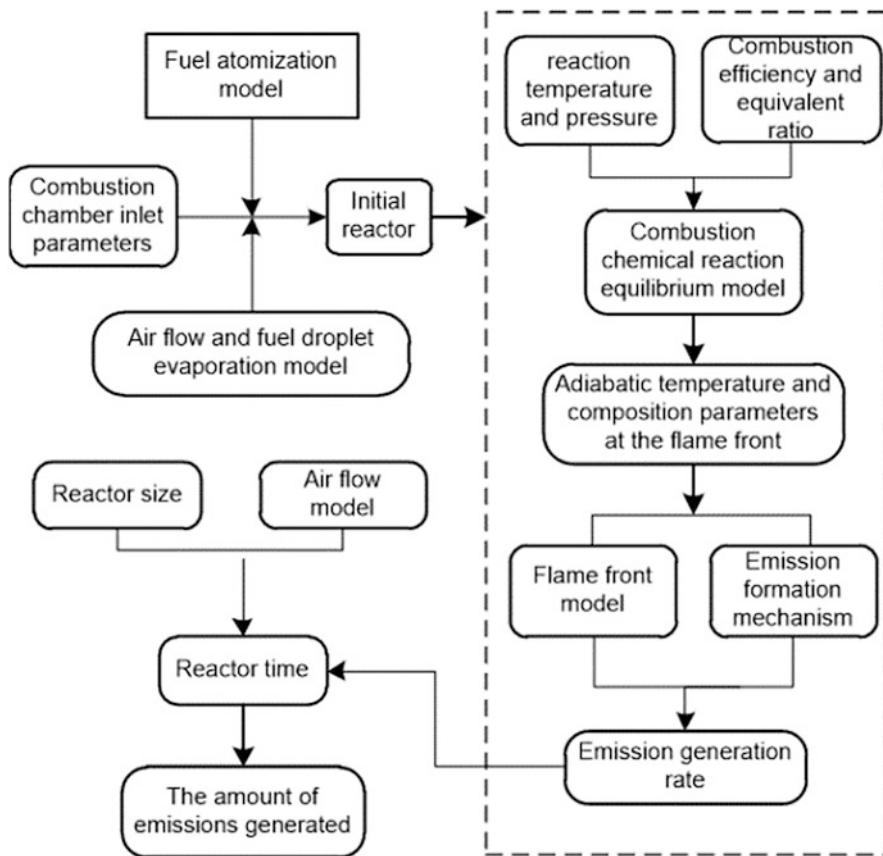 Fuel atomization
model
Combustion
chamber inlet
parameters
Initial
reactor
Air flow and fuel droplet
evaporation model
reaction
temperature
and pressure
Combustion
efficiency and
equivalent
ratio
Combustion
chemical reaction
equilibrium model
Adiabatic temperature and
composition parameters
at the flame front
Flame front
model
Emission
formation
mechanism
Emission generation
rate
Reactor size
Air flow
model
Reactor time
The amount of
emissions generated